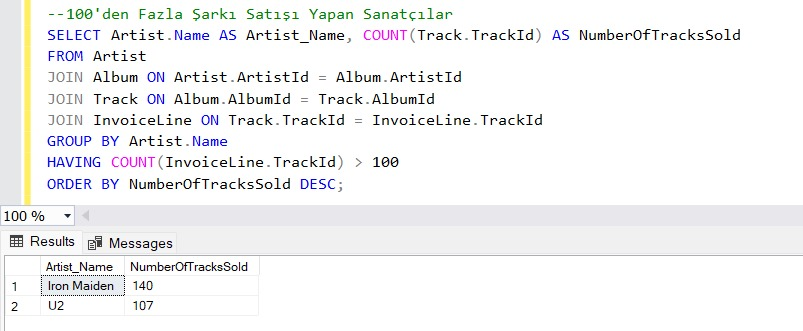 --100'den Fazla Şarkı Satışı Yapan Sanatçılar
SELECT Artist.Name AS Artist_Name, COUNT(Track.TrackId) AS NumberOfTracksSold
FROM Artist
JOIN Album ON Artist.ArtistId = Album.ArtistId
JOIN Track ON Album.AlbumId = Track.AlbumId
JOIN InvoiceLine ON Track.TrackId = InvoiceLine.TrackId
GROUP BY Artist.Name
HAVING COUNT(InvoiceLine.TrackId) > 100
ORDER BY NumberOfTracksSold DESC;
100 %
Results Messages
Artist_Name NumberOfTracksSold
1 Iron Maiden 140
2 U2 107